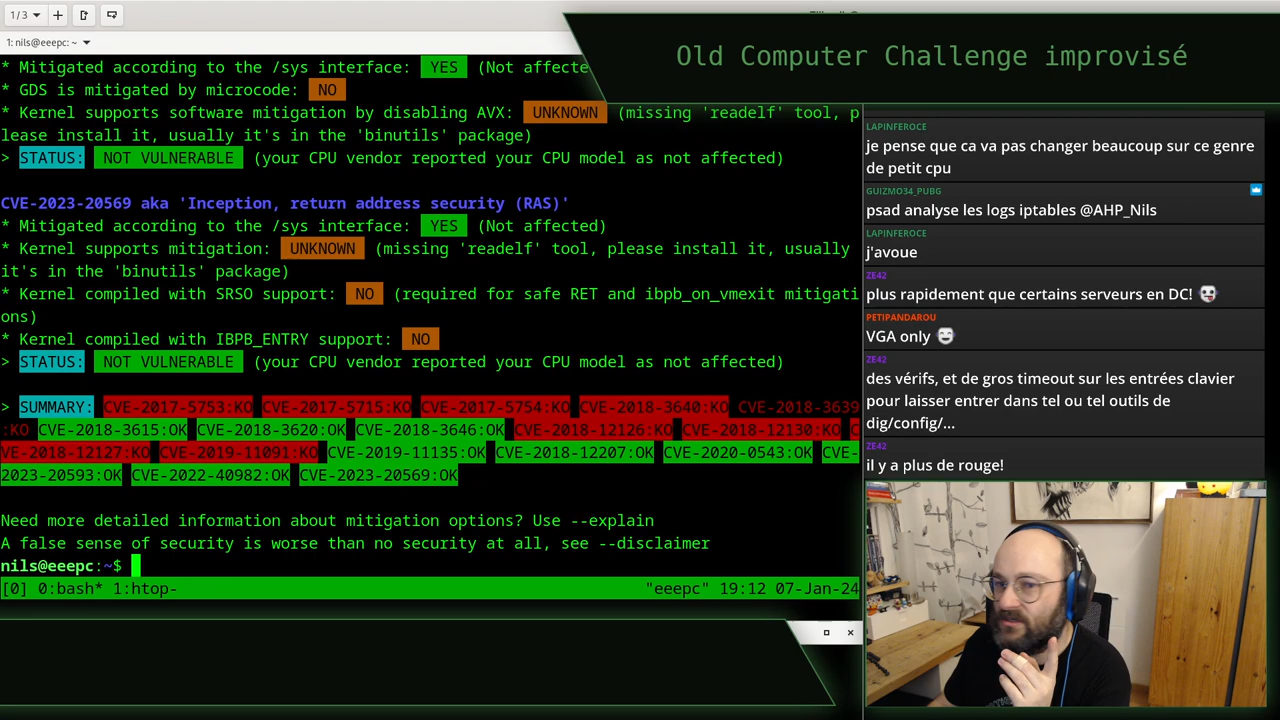 1/3
1: nils@eeepc: ~
Old Computer Challenge improvisé
* Mitigated according to the /sys interface: YES (Not affecte
* GDS is mitigated by microcode: NO
* Kernel supports software mitigation by disabling AVX: UNKNOWN (missing 'readelf' tool, p
lease install it, usually it's in the 'binutils' package)
> STATUS: NOT VULNERABLE (your CPU vendor reported your CPU model as not affected)
CVE-2023-20569 aka 'Inception, return address security (RAS)'
* Mitigated according to the /sys interface: YES (Not affected)
* Kernel supports mitigation: UNKNOWN (missing 'readelf' tool, please install it, usually
it's in the 'binutils' package)
* Kernel compiled with SRSO support: NO (required for safe RET and ibpb_on_vmexit mitigati
ons)
* Kernel compiled with IBPB_ENTRY support: NO
> STATUS: NOT VULNERABLE (your CPU vendor reported your CPU model as not affected)
> SUMMARY: CVE-2017-5753:KO CVE-2017-5715:KO CVE-2017-5754:KO CVE-2018-3640:KO CVE-2018-3639
:KO CVE-2018-3615:OK CVE-2018-3620:OK CVE-2018-3646:OK CVE-2018-12126:KO CVE-2018-12130:KO C
VE-2018-12127:KO CVE-2019-11091:KO CVE-2019-11135:OK CVE-2018-12207:OK CVE-2020-0543:OK CVE-
2023-20593:OK CVE-2022-40982:OK CVE-2023-20569:OK
Need more detailed information about mitigation options? Use --explain
A false sense of security is worse than no security at all, see --disclaimer
nils@eeepc:~$
[0] 0:bash* 1:htop- "eeepc" 19:12 07-Jan-24
LAPINFEROCE
je pense que ca va pas changer beaucoup sur ce genre
de petit cpu
GUIZMO34_PUBG
psad analyse les logs iptables @AHP_Nils
LAPINFEROCE
j'avoue
ZE42
plus rapidement que certains serveurs en DC!
PETIPANDAROU
VGA only
ZE42
des vérifs, et de gros timeout sur les entrées clavier
pour laisser entrer dans tel ou tel outils de
dig/config/...
ZE42
il y a plus de rouge!